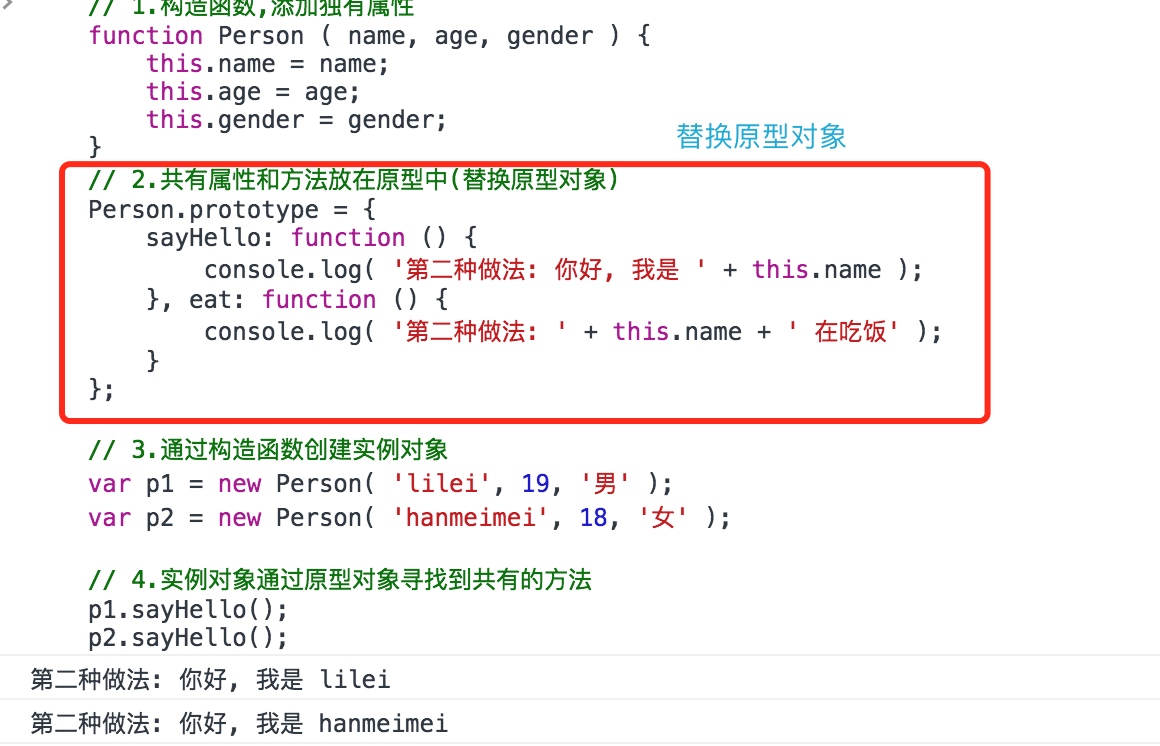 // 1.构造函数,添加独有属性
function Person ( name, age, gender ) {
    this.name = name;
    this.age = age;
    this.gender = gender;
}
替换原型对象
// 2.共有属性和方法放在原型中(替换原型对象)
Person.prototype = {
    sayHello: function () {
        console.log( '第二种做法: 你好, 我是 ' + this.name );
    }, eat: function () {
        console.log( '第二种做法: ' + this.name + ' 在吃饭' );
    }
};
// 3.通过构造函数创建实例对象
var p1 = new Person( 'lilei', 19, '男' );
var p2 = new Person( 'hanmeimei', 18, '女' );
// 4.实例对象通过原型对象寻找到共有的方法
p1.sayHello();
p2.sayHello();
第二种做法: 你好, 我是 lilei
第二种做法: 你好, 我是 hanmeimei